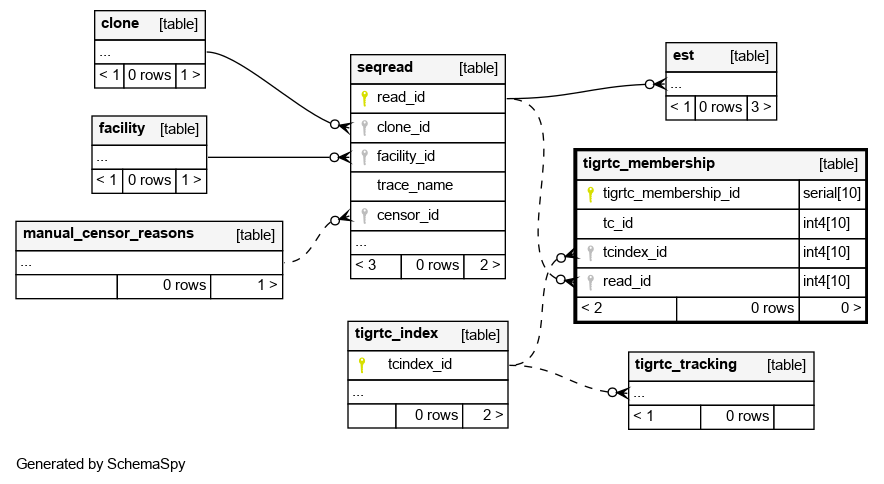 clone [table]
...
< 1 0 rows 1 >
facility [table]
...
< 1 0 rows 1 >
manual_censor_reasons [table]
...
0 rows 1 >
seqread [table]
read_id
clone_id
facility_id
trace_name
censor_id
...
< 3 0 rows 2 >
tigrtc_index [table]
tcindex_id
...
0 rows 2 >
est [table]
...
< 1 0 rows 3 >
tigrtc_membership [table]
tigrtc_membership_id serial[10]
tc_id int4[10]
tcindex_id int4[10]
read_id int4[10]
< 2 0 rows 0 >
tigrtc_tracking [table]
...
< 1 0 rows
Generated by SchemaSpy